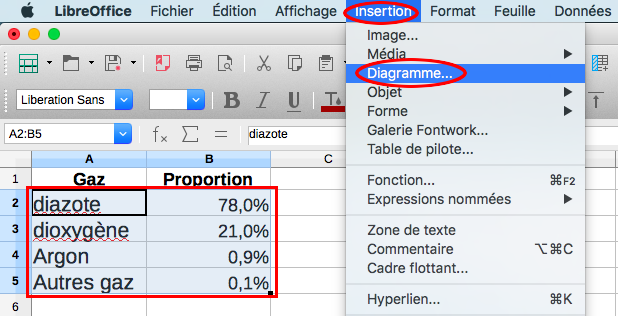 LibreOffice Fichier Édition Affichage Insertion Format Feuille Données
Image...
Média
Diagramme...
Objet
Forme
Galerie Fontwork...
Table de pilote...
Fonction... ⌘F2
Expressions nommées
Zone de texte
Commentaire ⌥⌘C
Cadre flottant...
Hyperlien... ⌘K
Liberation Sans B I U T
A2:B5 fx Σ = diazote
A B C
1 Gaz Proportion
2 diazote 78,0%
3 dioxygène 21,0%
4 Argon 0,9%
5 Autres gaz 0,1%
6